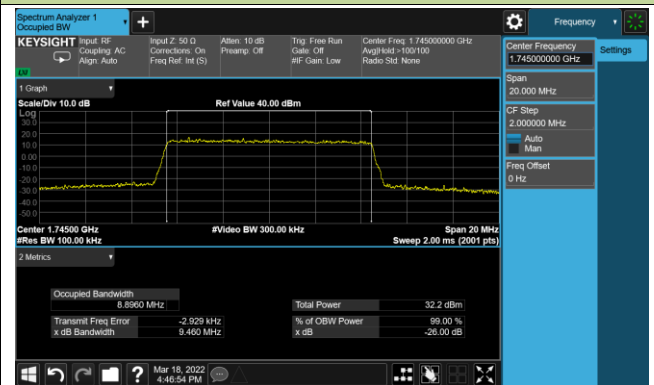 Spectrum Analyzer 1
Occupied BW
Frequency
KEYSIGHT
Input: RF
Coupling: AC
Align: Auto
Input Z: 50 Ω
Corrections: On
Freq Ref: Int (S)
Atten: 10 dB
Preamp: Off
Trig: Free Run
Gate: Off
#IF Gain: Low
Center Freq: 1.745000000 GHz
Avg|Hold:>100/100
Radio Std: None
LVI
1 Graph
Scale/Div 10.0 dB
Ref Value 40.00 dBm
Log
30.0
20.0
10.0
0.00
-10.0
-20.0
-30.0
-40.0
-50.0
Center 1.74500 GHz
#Res BW 100.00 kHz
#Video BW 300.00 kHz
Span 20 MHz
Sweep 2.00 ms (2001 pts)
2 Metrics
Occupied Bandwidth
8.8960 MHz
Transmit Freq Error -2.929 kHz
x dB Bandwidth 9.460 MHz
Total Power 32.2 dBm
% of OBW Power 99.00 %
x dB -26.00 dB
Center Frequency
1.745000000 GHz
Settings
Span
20.000 MHz
CF Step
2.000000 MHz
Auto
Man
Freq Offset
0 Hz
?
Mar 18, 2022
4:46:54 PM